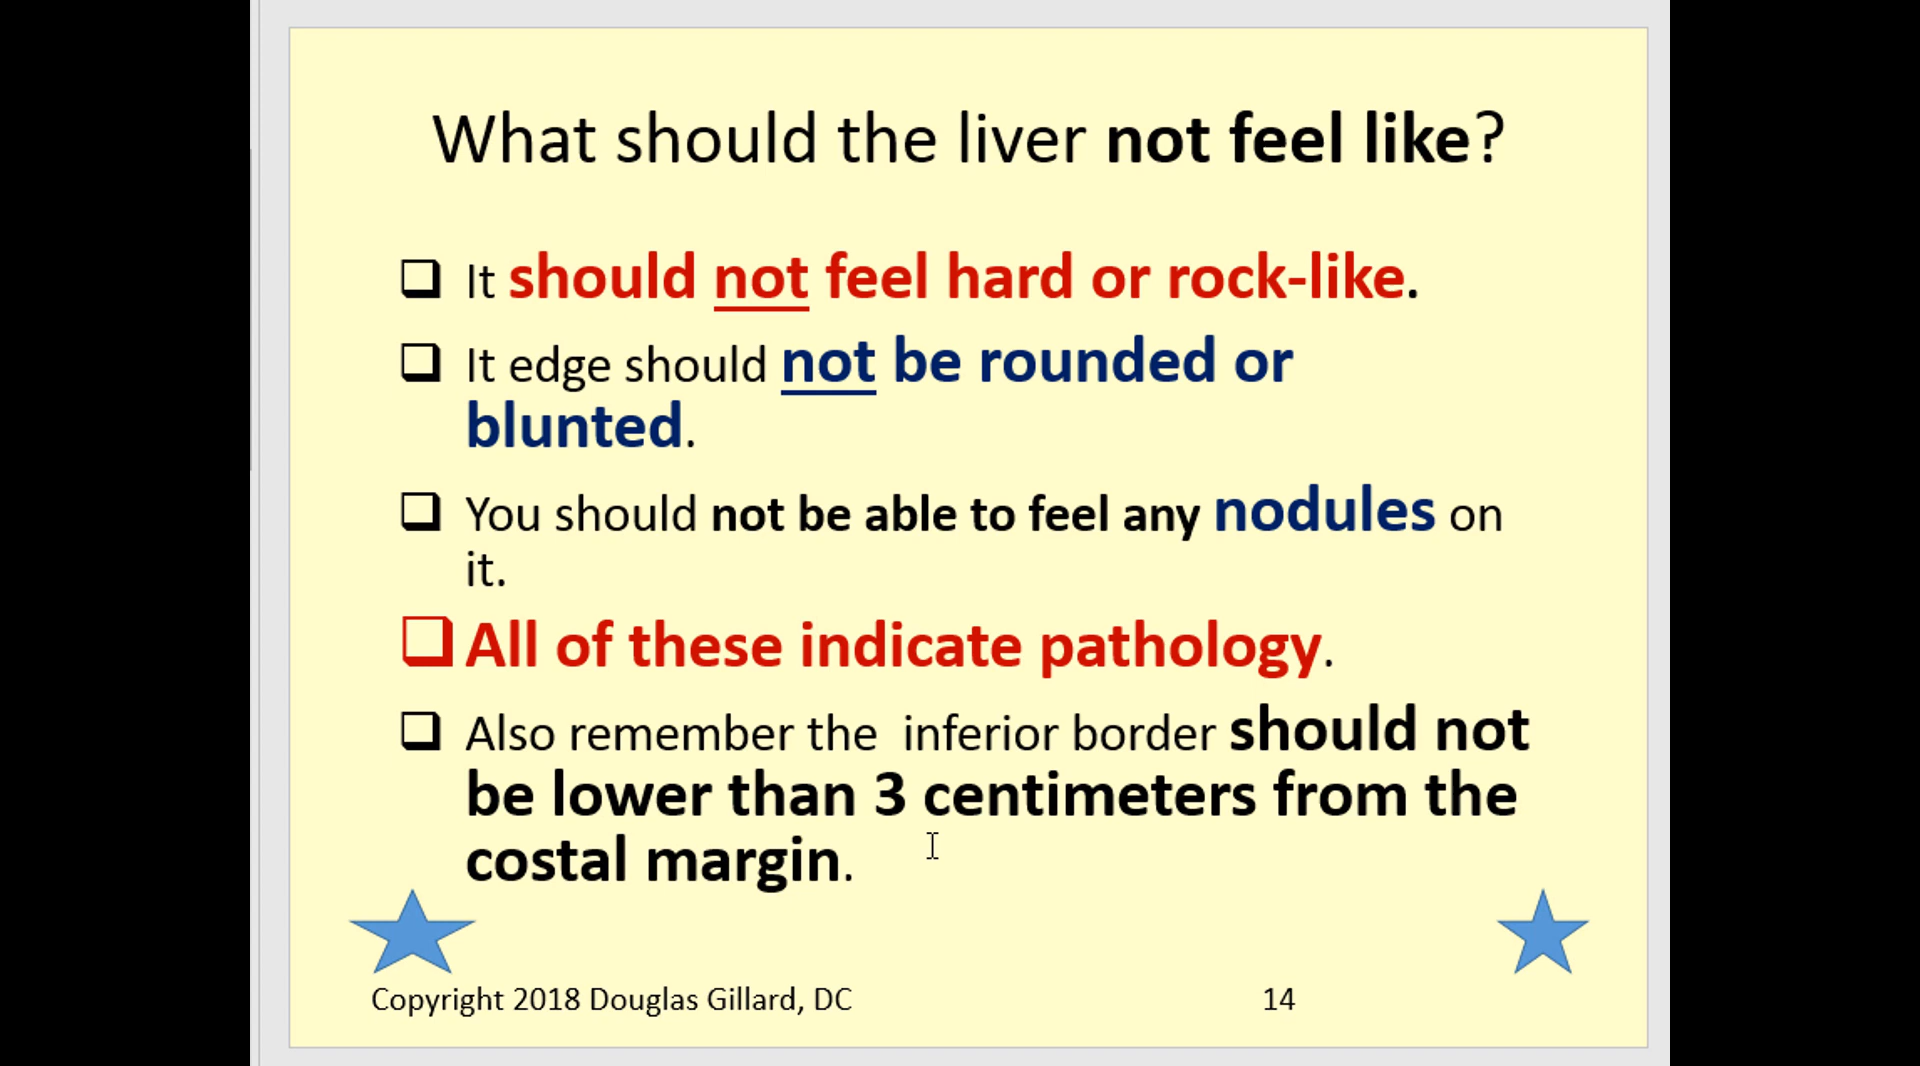 What should the liver not feel like?
It should not feel hard or rock-like.
It edge should not be rounded or
blunted.
You should not be able to feel any nodules on
it.
All of these indicate pathology.
Also remember the  inferior border should not
be lower than 3 centimeters from the
costal margin.
Copyright 2018 Douglas Gillard, DC
14